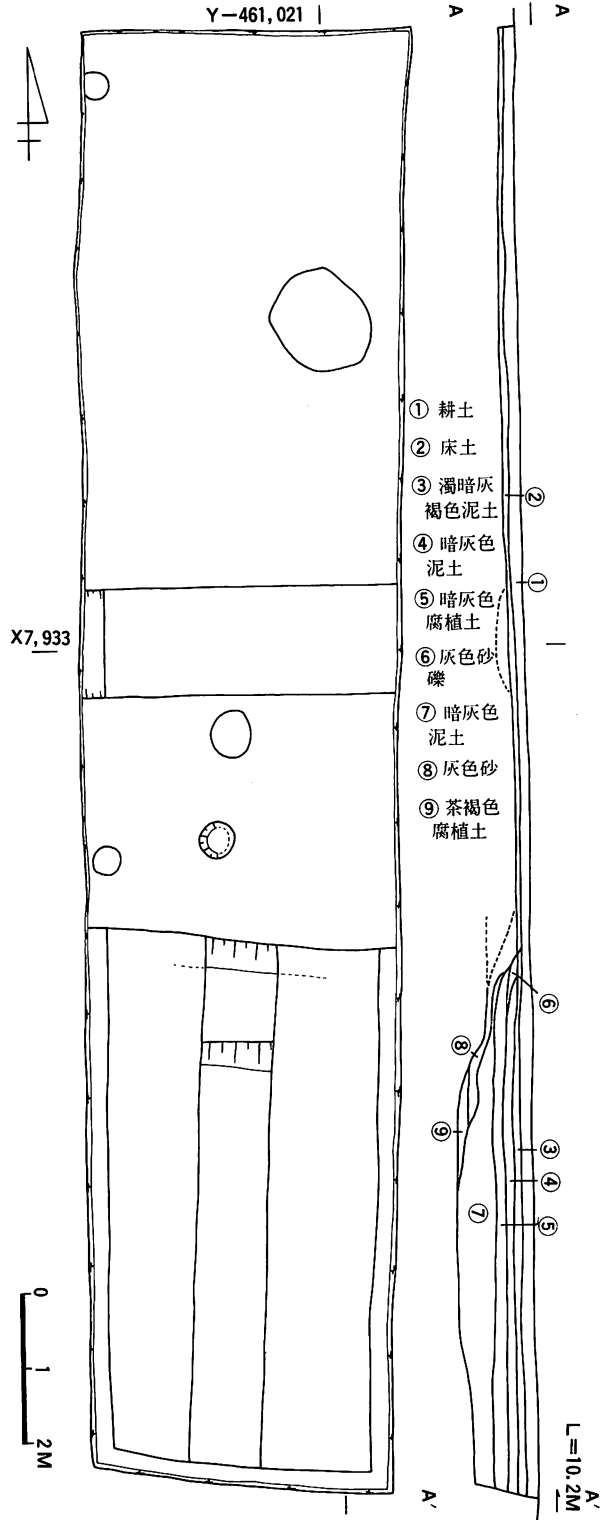 Y−461,021
A
A
① 耕土
② 床土
③ 濁暗灰
褐色泥土
④ 暗灰色
泥土
⑤ 暗灰色
腐植土
⑥ 灰色砂
礫
⑦ 暗灰色
泥土
⑧ 灰色砂
⑨ 茶褐色
腐植土
②
①
X7,933
⑥
⑧
⑨
③
④
⑦
⑤
0
1
2M
L=10.2M
A′
A′